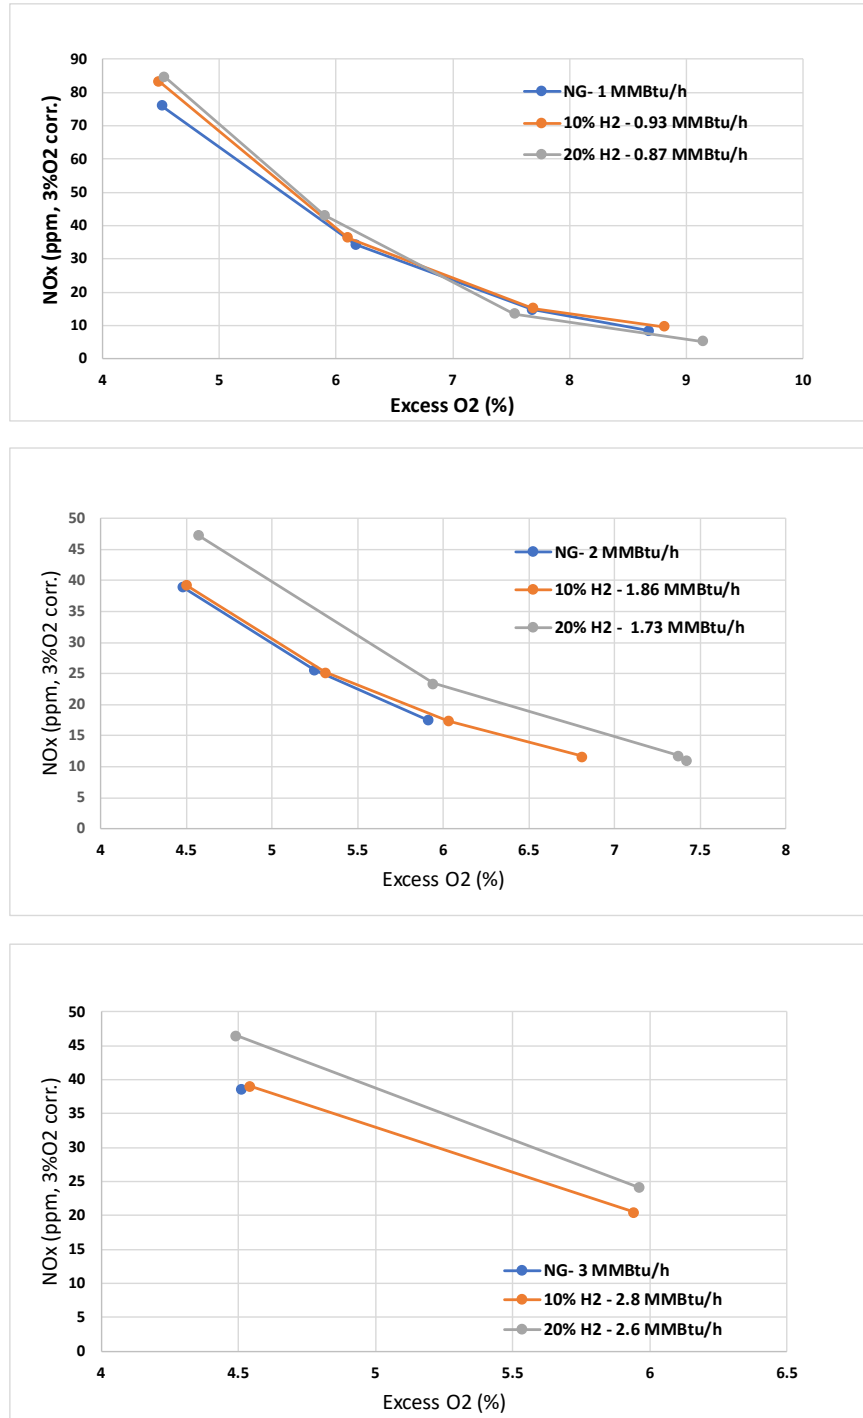 90
80
70
60
50
40
30
20
10
0
NOx (ppm, 3%O2 corr.)
NG- 1 MMBtu/h
10% H2 - 0.93 MMBtu/h
20% H2 - 0.87 MMBtu/h
4 5 6 7 8 9 10
Excess O2 (%)
50
45
40
35
30
25
20
15
10
5
0
NOx (ppm, 3%O2 corr.)
NG- 2 MMBtu/h
10% H2 - 1.86 MMBtu/h
20% H2 - 1.73 MMBtu/h
4 4.5 5 5.5 6 6.5 7 7.5 8
Excess O2 (%)
50
45
40
35
30
25
20
15
10
5
0
NOx (ppm, 3%O2 corr.)
NG- 3 MMBtu/h
10% H2 - 2.8 MMBtu/h
20% H2 - 2.6 MMBtu/h
4 4.5 5 5.5 6 6.5
Excess O2 (%)